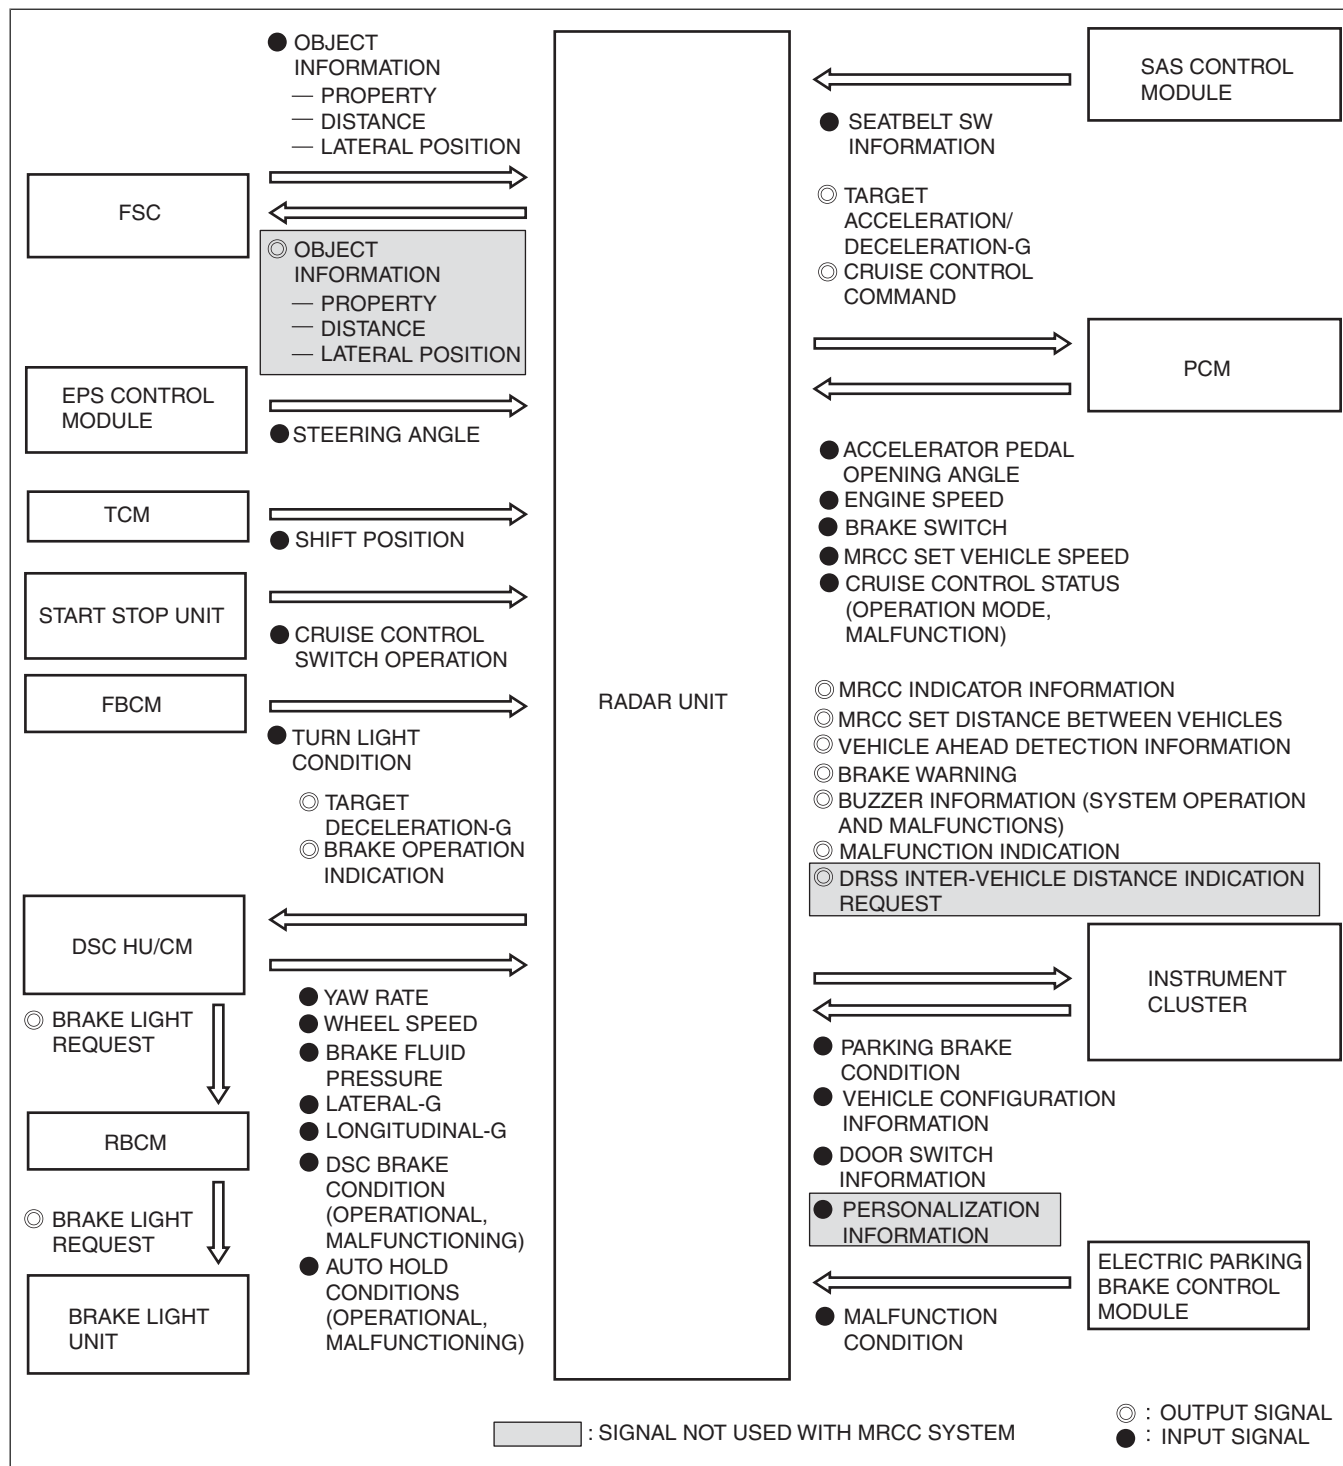 ● OBJECT
INFORMATION
— PROPERTY
— DISTANCE
— LATERAL POSITION
FSC
◎ OBJECT
INFORMATION
— PROPERTY
— DISTANCE
— LATERAL POSITION
EPS CONTROL
MODULE
● STEERING ANGLE
TCM
● SHIFT POSITION
START STOP UNIT
● CRUISE CONTROL
SWITCH OPERATION
FBCM
● TURN LIGHT
CONDITION
◎ TARGET
DECELERATION-G
◎ BRAKE OPERATION
INDICATION
DSC HU/CM
● YAW RATE
● WHEEL SPEED
● BRAKE FLUID
PRESSURE
● LATERAL-G
● LONGITUDINAL-G
● DSC BRAKE
CONDITION
(OPERATIONAL,
MALFUNCTIONING)
● AUTO HOLD
CONDITIONS
(OPERATIONAL,
MALFUNCTIONING)
◎ BRAKE LIGHT
REQUEST
RBCM
◎ BRAKE LIGHT
REQUEST
BRAKE LIGHT
UNIT
RADAR UNIT
SAS CONTROL
MODULE
● SEATBELT SW
INFORMATION
◎ TARGET
ACCELERATION/
DECELERATION-G
◎ CRUISE CONTROL
COMMAND
PCM
● ACCELERATOR PEDAL
OPENING ANGLE
● ENGINE SPEED
● BRAKE SWITCH
● MRCC SET VEHICLE SPEED
● CRUISE CONTROL STATUS
(OPERATION MODE,
MALFUNCTION)
◎ MRCC INDICATOR INFORMATION
◎ MRCC SET DISTANCE BETWEEN VEHICLES
◎ VEHICLE AHEAD DETECTION INFORMATION
◎ BRAKE WARNING
◎ BUZZER INFORMATION (SYSTEM OPERATION
AND MALFUNCTIONS)
◎ MALFUNCTION INDICATION
◎ DRSS INTER-VEHICLE DISTANCE INDICATION
REQUEST
INSTRUMENT
CLUSTER
● PARKING BRAKE
CONDITION
● VEHICLE CONFIGURATION
INFORMATION
● DOOR SWITCH
INFORMATION
● PERSONALIZATION
INFORMATION
ELECTRIC PARKING
BRAKE CONTROL
MODULE
● MALFUNCTION
CONDITION
: SIGNAL NOT USED WITH MRCC SYSTEM
◎ : OUTPUT SIGNAL
● : INPUT SIGNAL